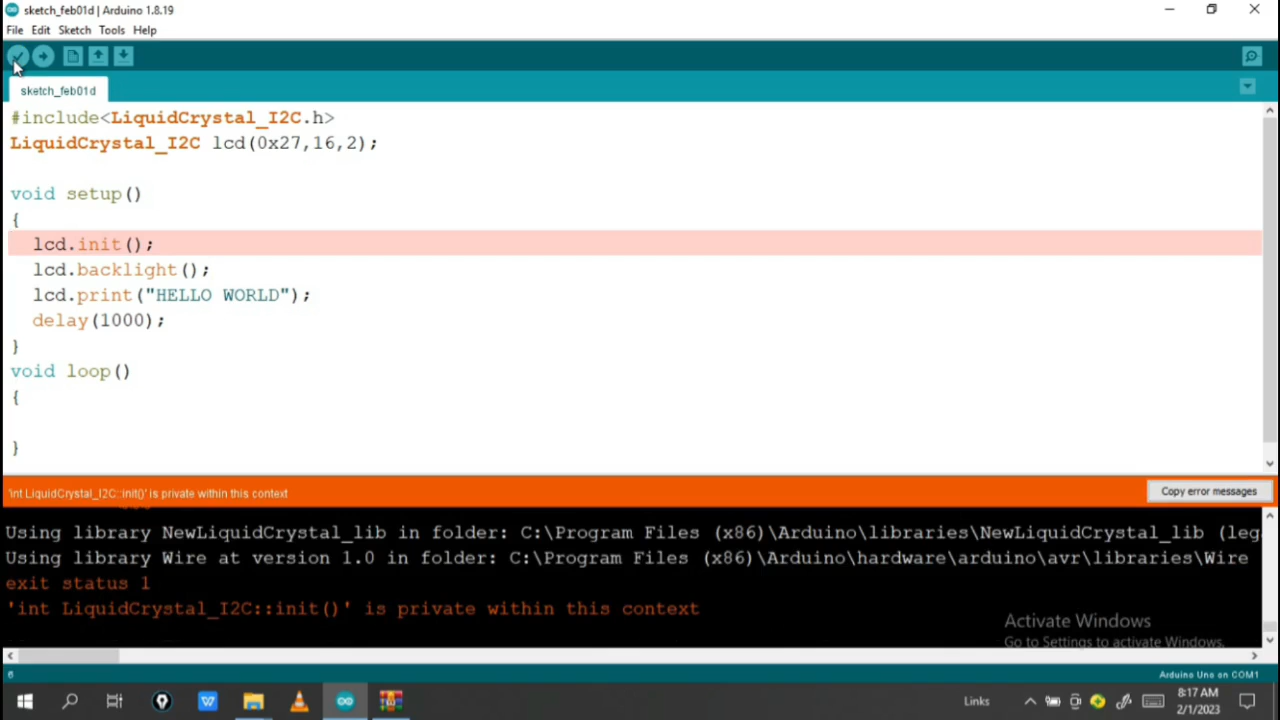 sketch_feb01d | Arduino 1.8.19
File Edit Sketch Tools Help
sketch_feb01d
#include<LiquidCrystal_I2C.h>
LiquidCrystal_I2C lcd(0x27,16,2);
void setup()
{
lcd.init();
lcd.backlight();
lcd.print("HELLO WORLD");
delay(1000);
}
void loop()
{
}
'int LiquidCrystal_I2C::init()' is private within this context
Copy error messages
Using library NewLiquidCrystal_lib in folder: C:\Program Files (x86)\Arduino\libraries\NewLiquidCrystal_lib (leg
Using library Wire at version 1.0 in folder: C:\Program Files (x86)\Arduino\hardware\arduino\avr\libraries\Wire
exit status 1
'int LiquidCrystal_I2C::init()' is private within this context
Activate Windows
Go to Settings to activate Windows.
6
Arduino Uno on COM1
Links
8:17 AM
2/1/2023